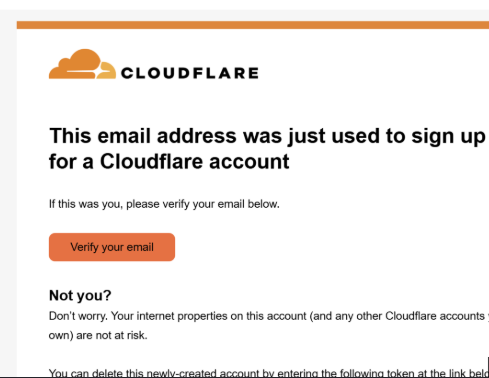 CLOUDFLARE
This email address was just used to sign up
for a Cloudflare account
If this was you, please verify your email below.
Verify your email
Not you?
Don't worry. Your internet properties on this account (and any other Cloudflare accounts
own) are not at risk.
You can delete this newly-created account by entering the following token at the link